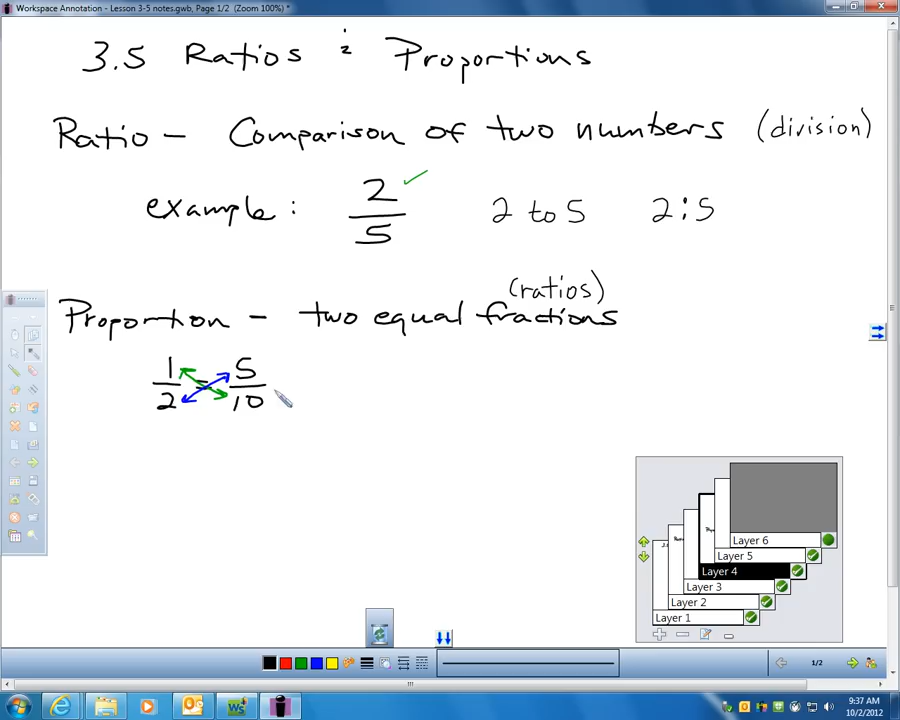 Workspace Annotation - Lesson 3-5 notes.gwb, Page 1/2 (Zoom 100%) *
3.5 Ratios & Proportions
Ratio - Comparison of two numbers (division)
example: 2/5 ✓ 2 to 5 2:5
(ratios)
Proportion - two equal fractions
1/2 = 5/10
Layer 6
Layer 5
Layer 4
Layer 3
Layer 2
Layer 1
1/2
9:37 AM
10/2/2012